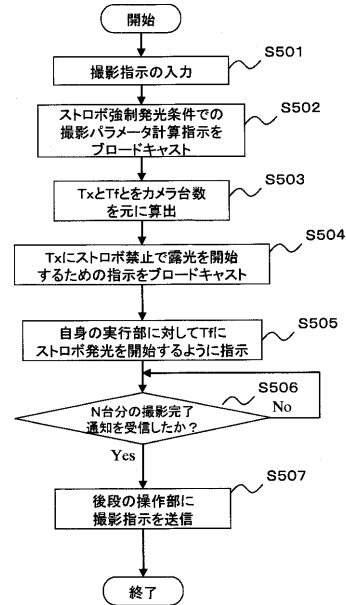 開始
S501
撮影指示の入力
S502
ストロボ強制発光条件での
撮影パラメータ計算指示を
ブロードキャスト
S503
TxとTfとをカメラ台数
を元に算出
S504
Txにストロボ禁止で露光を開始
するための指示をブロードキャスト
S505
自身の実行部に対してTfに
ストロボ発光を開始するように指示
S506
N台分の撮影完了
通知を受信したか？
No
Yes
S507
後段の操作部に
撮影指示を送信
終了